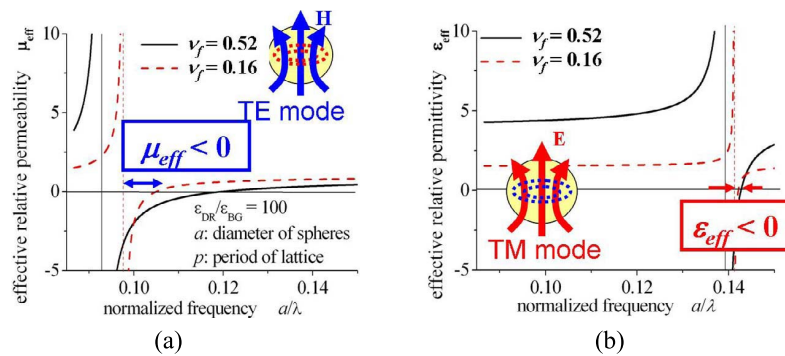 effective relative permeability μeff
10
5
0
-5
νf = 0.52
νf = 0.16
H
TE mode
μeff < 0
εDR/εBG = 100
a: diameter of spheres
p: period of lattice
0.10 0.12 0.14
normalized frequency a/λ
(a)
effective relative permittivity εeff
10
5
0
-5
νf = 0.52
νf = 0.16
E
TM mode
εeff < 0
0.10 0.12 0.14
normalized frequency a/λ
(b)